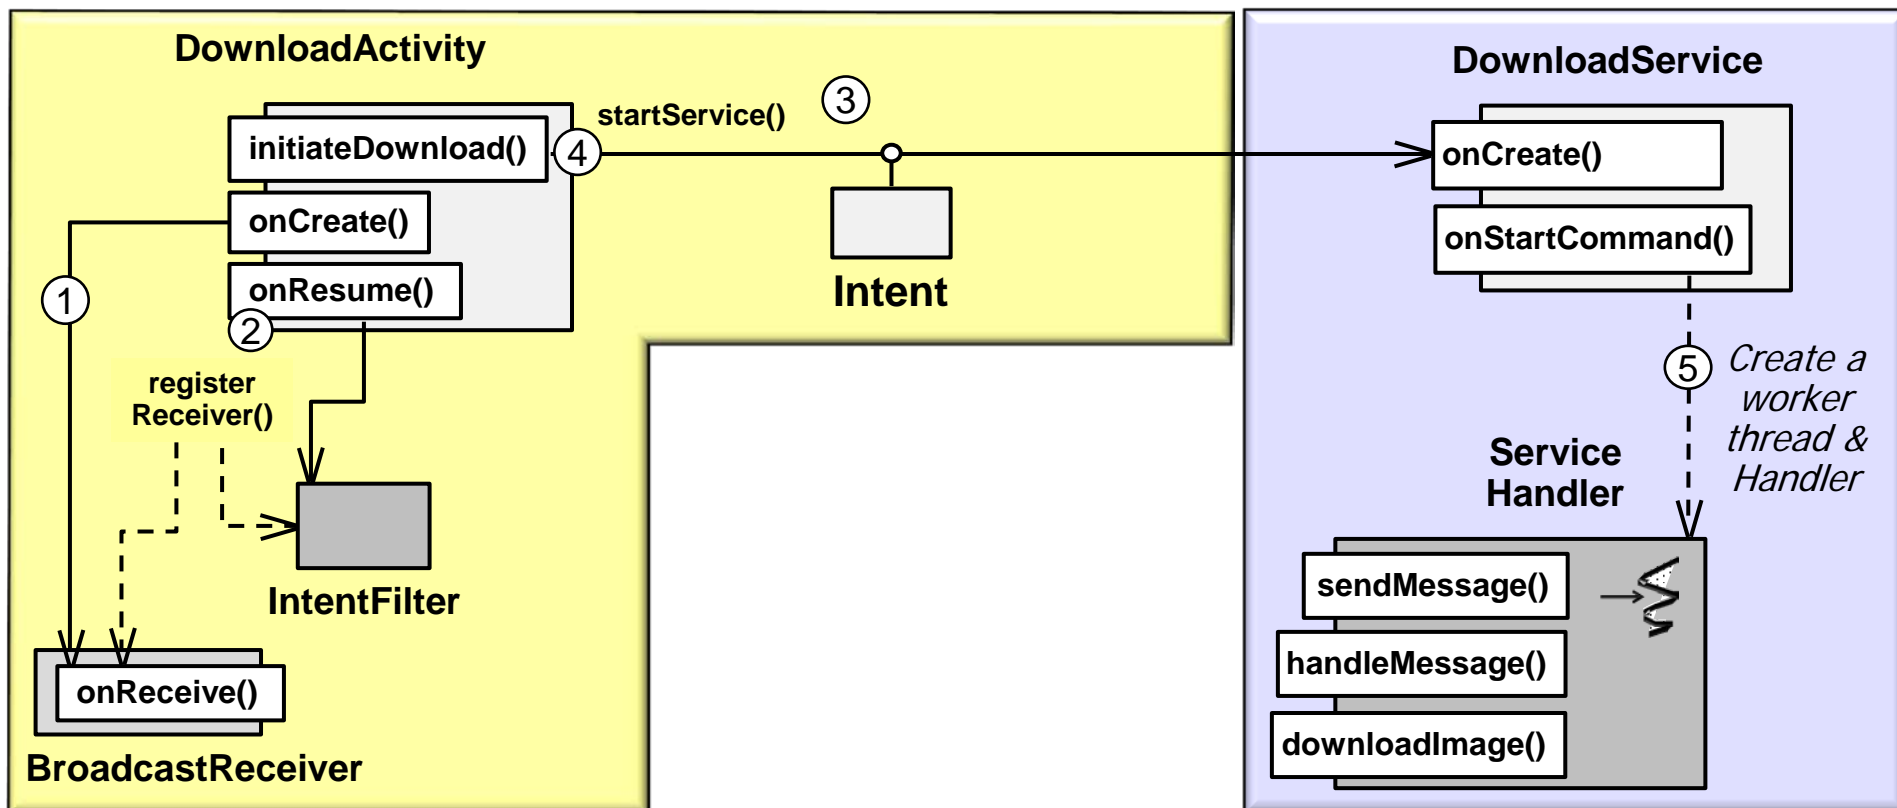 DownloadActivity
DownloadService
startService()
3
initiateDownload()
4
onCreate()
onCreate()
onStartCommand()
onResume()
Intent
1
2
register
Receiver()
5
Create a
worker
thread &
Handler
Service
Handler
IntentFilter
sendMessage()
handleMessage()
onReceive()
downloadImage()
BroadcastReceiver